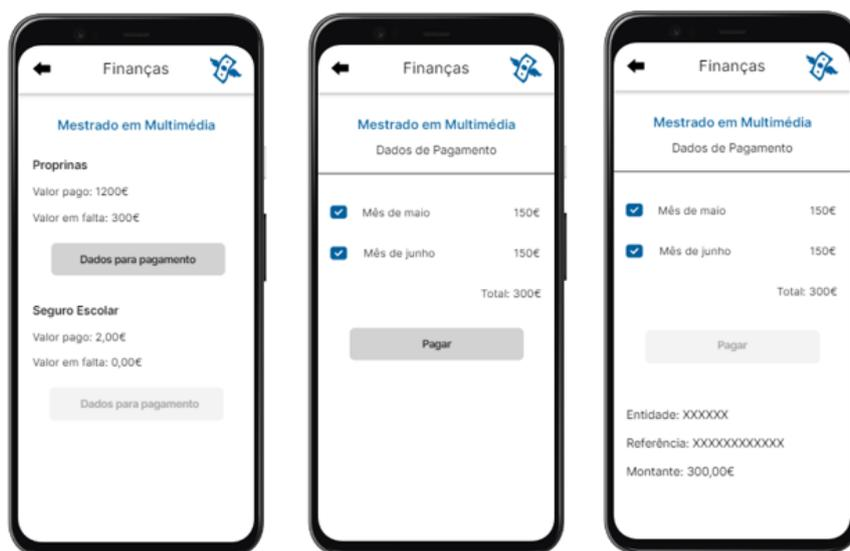 Finanças
Mestrado em Multimédia
Proprinas
Valor pago: 1200€
Valor em falta: 300€
Dados para pagamento
Seguro Escolar
Valor pago: 2,00€
Valor em falta: 0,00€
Dados para pagamento
Finanças
Mestrado em Multimédia
Dados de Pagamento
Mês de maio 150€
Mês de junho 150€
Total: 300€
Pagar
Finanças
Mestrado em Multimédia
Dados de Pagamento
Mês de maio 150€
Mês de junho 150€
Total: 300€
Pagar
Entidade: XXXXXX
Referência: XXXXXXXXXXXX
Montante: 300,00€